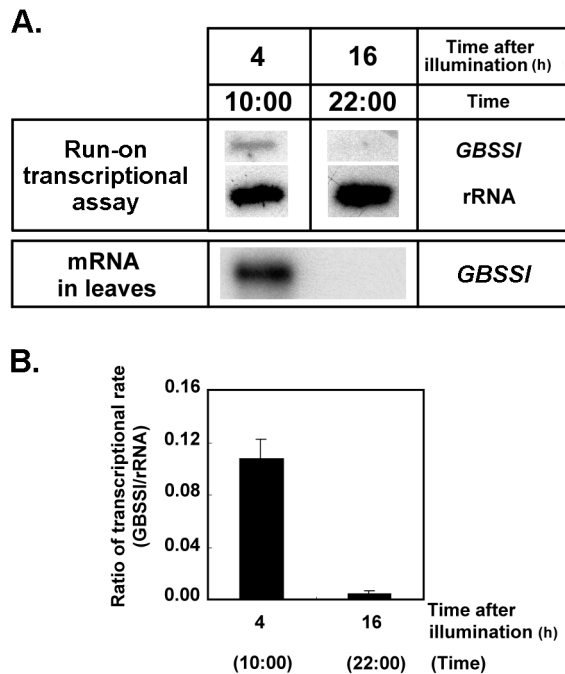 A.
4 16 Time after
illumination (h)
10:00 22:00 Time
Run-on
transcriptional
assay
GBSSI
rRNA
mRNA
in leaves
GBSSI
B.
Ratio of transcriptional rate
(GBSSI/rRNA)
0.16
0.12
0.08
0.04
0.00
4 16 Time after
illumination (h)
(10:00) (22:00) (Time)